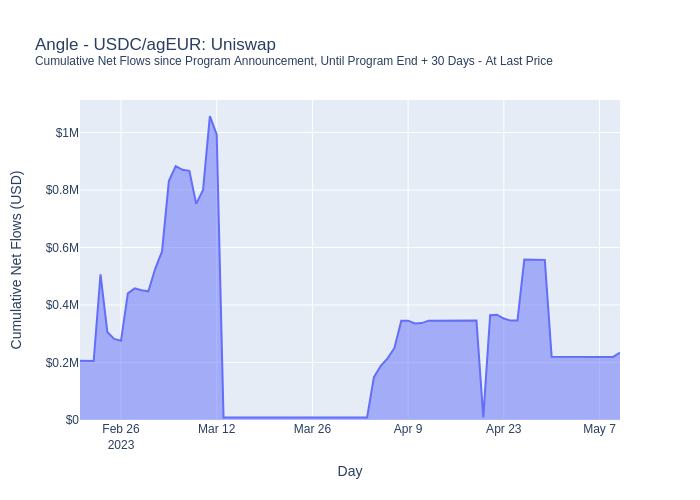 Angle - USDC/agEUR: Uniswap
Cumulative Net Flows since Program Announcement, Until Program End + 30 Days - At Last Price
Cumulative Net Flows (USD)
$1M
$0.8M
$0.6M
$0.4M
$0.2M
$0
Feb 26
2023
Mar 12
Mar 26
Apr 9
Apr 23
May 7
Day